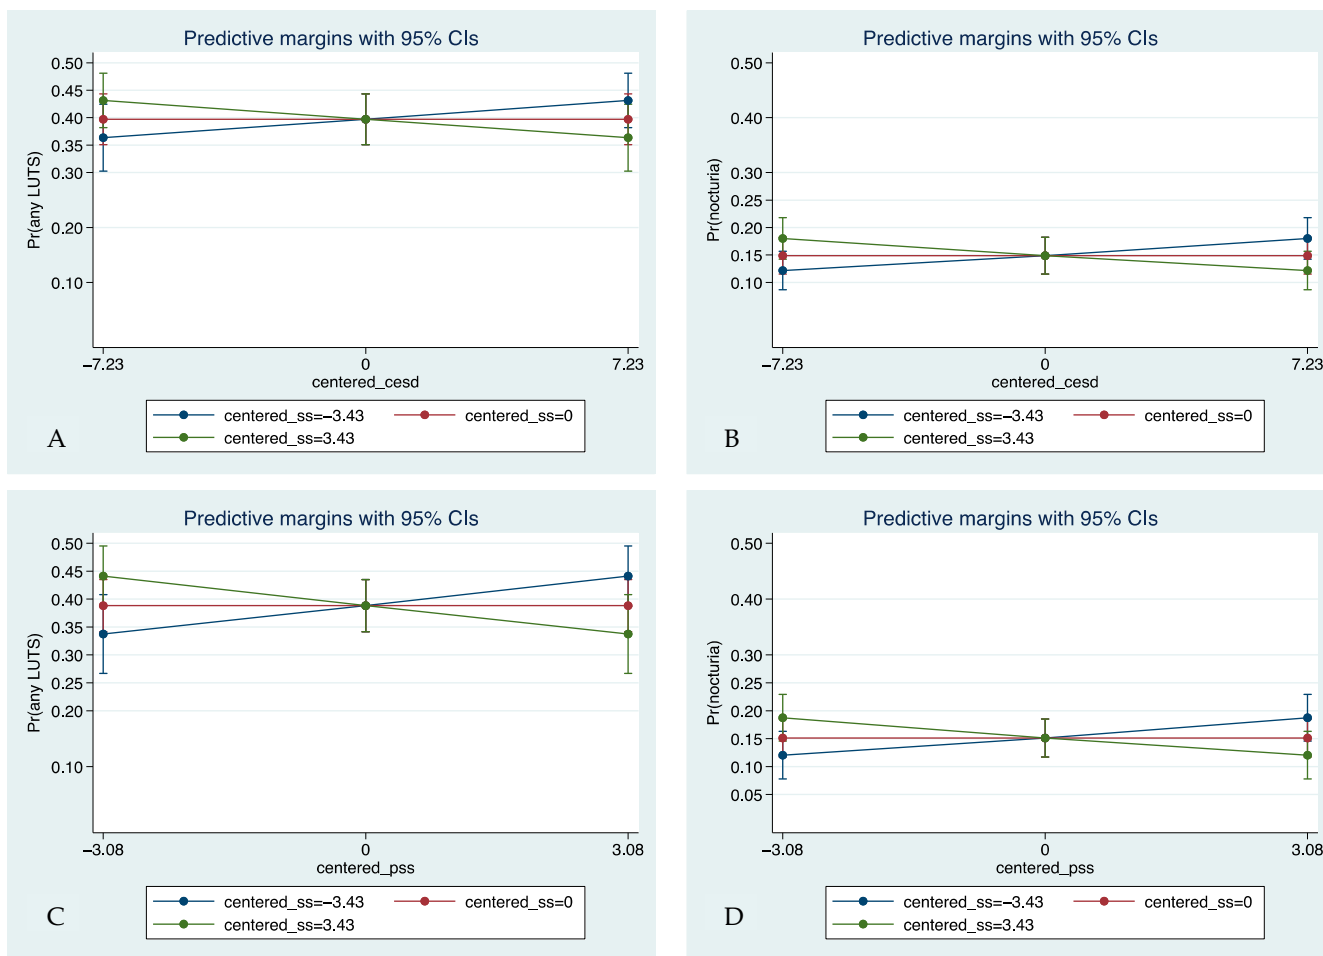 Predictive margins with 95% CIs
Pr(any LUTS)
0.50
0.45
0.40
0.35
0.30
0.20
0.10
−7.23 0 7.23
centered_cesd
centered_ss=−3.43 centered_ss=0
centered_ss=3.43
A
Predictive margins with 95% CIs
Pr(nocturia)
0.50
0.40
0.30
0.25
0.20
0.15
0.10
−7.23 0 7.23
centered_cesd
centered_ss=−3.43 centered_ss=0
centered_ss=3.43
B
Predictive margins with 95% CIs
Pr(any LUTS)
0.50
0.45
0.40
0.35
0.30
0.25
0.20
0.10
−3.08 0 3.08
centered_pss
centered_ss=−3.43 centered_ss=0
centered_ss=3.43
C
Predictive margins with 95% CIs
Pr(nocturia)
0.50
0.40
0.30
0.25
0.20
0.15
0.10
0.05
−3.08 0 3.08
centered_pss
centered_ss=−3.43 centered_ss=0
centered_ss=3.43
D